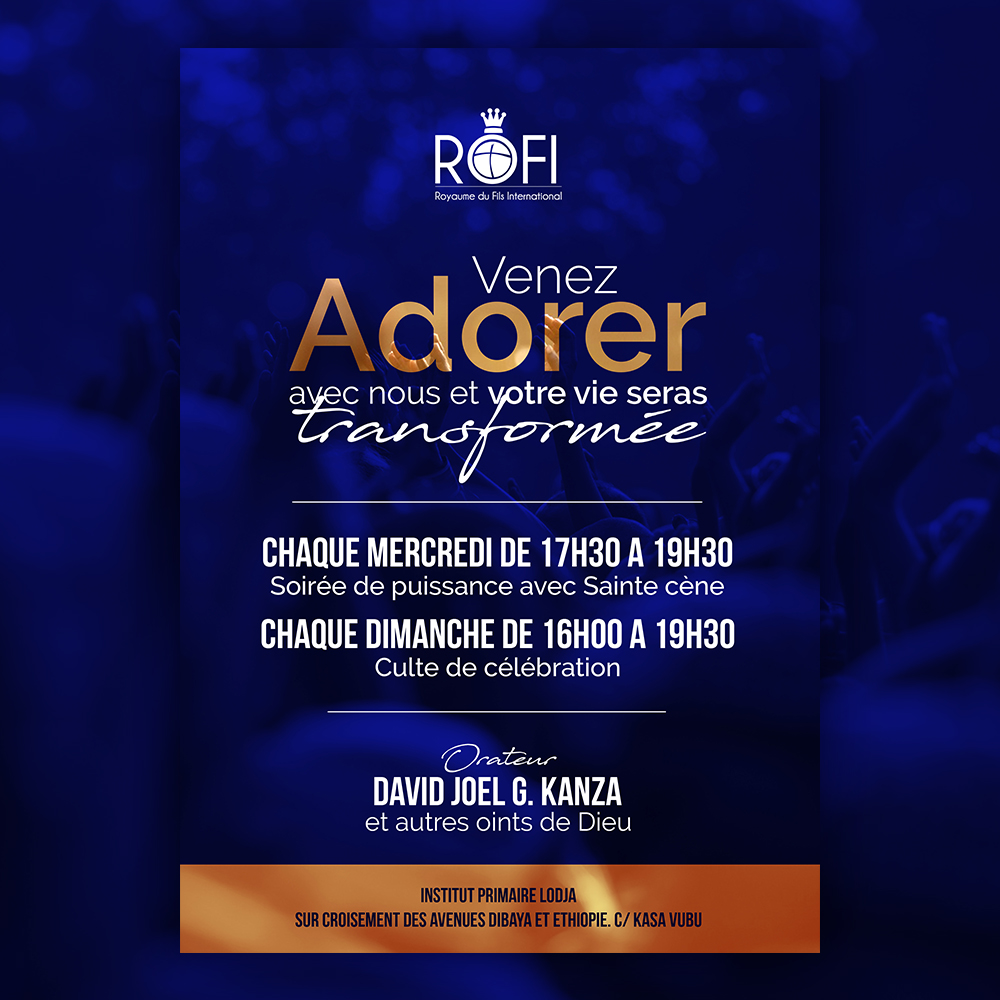 ROFI
Royaume du Fils International
Venez
Adorer
avec nous et votre vie seras
transformée
CHAQUE MERCREDI DE 17H30 A 19H30
Soirée de puissance avec Sainte cène
CHAQUE DIMANCHE DE 16H00 A 19H30
Culte de célébration
Orateur
DAVID JOEL G. KANZA
et autres oints de Dieu
INSTITUT PRIMAIRE LODJA
SUR CROISEMENT DES AVENUES DIBAYA ET ETHIOPIE. C/ KASA VUBU